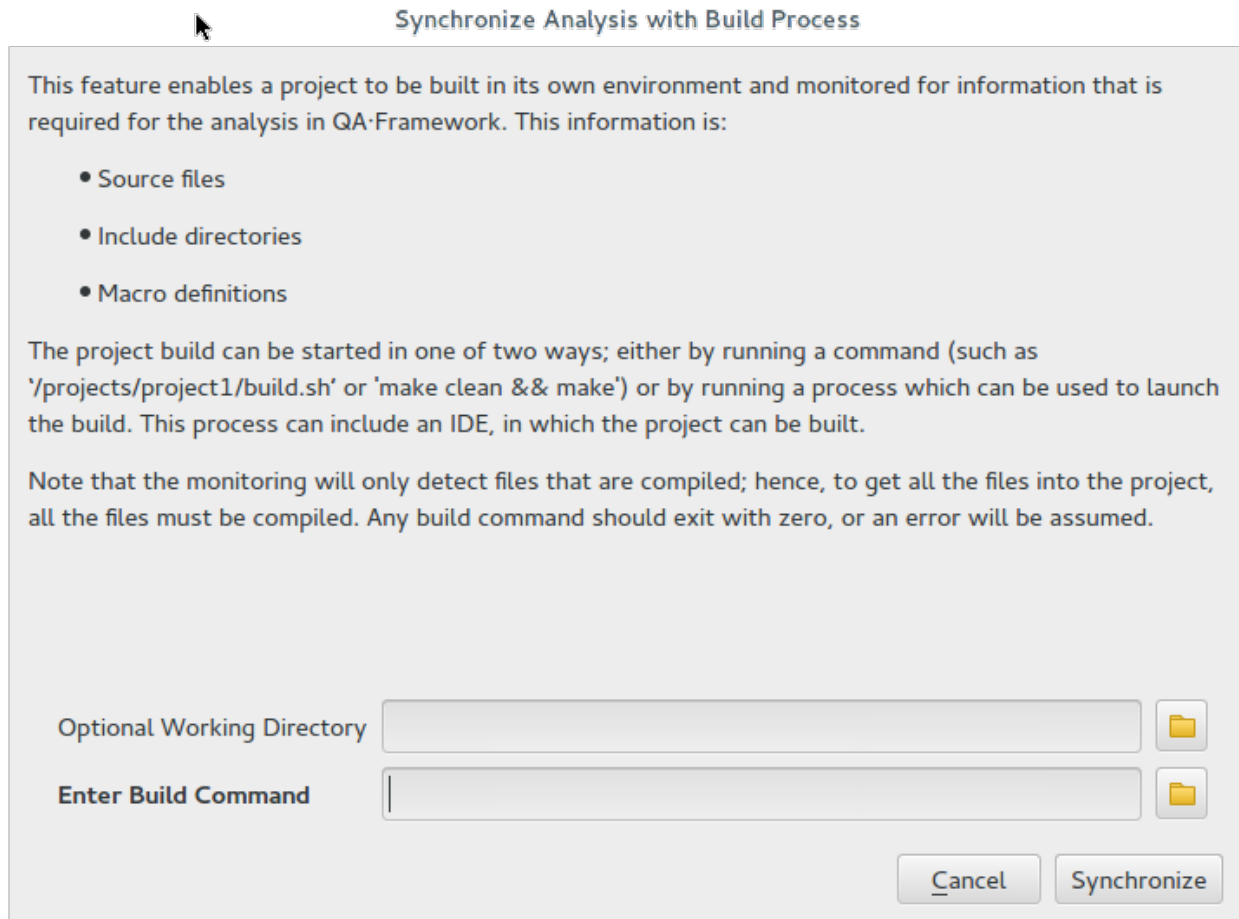 Synchronize Analysis with Build Process
This feature enables a project to be built in its own environment and monitored for information that is
required for the analysis in QA·Framework. This information is:
• Source files
• Include directories
• Macro definitions
The project build can be started in one of two ways; either by running a command (such as
‘/projects/project1/build.sh’ or 'make clean && make') or by running a process which can be used to launch
the build. This process can include an IDE, in which the project can be built.
Note that the monitoring will only detect files that are compiled; hence, to get all the files into the project,
all the files must be compiled. Any build command should exit with zero, or an error will be assumed.
Optional Working Directory
Enter Build Command
Cancel Synchronize